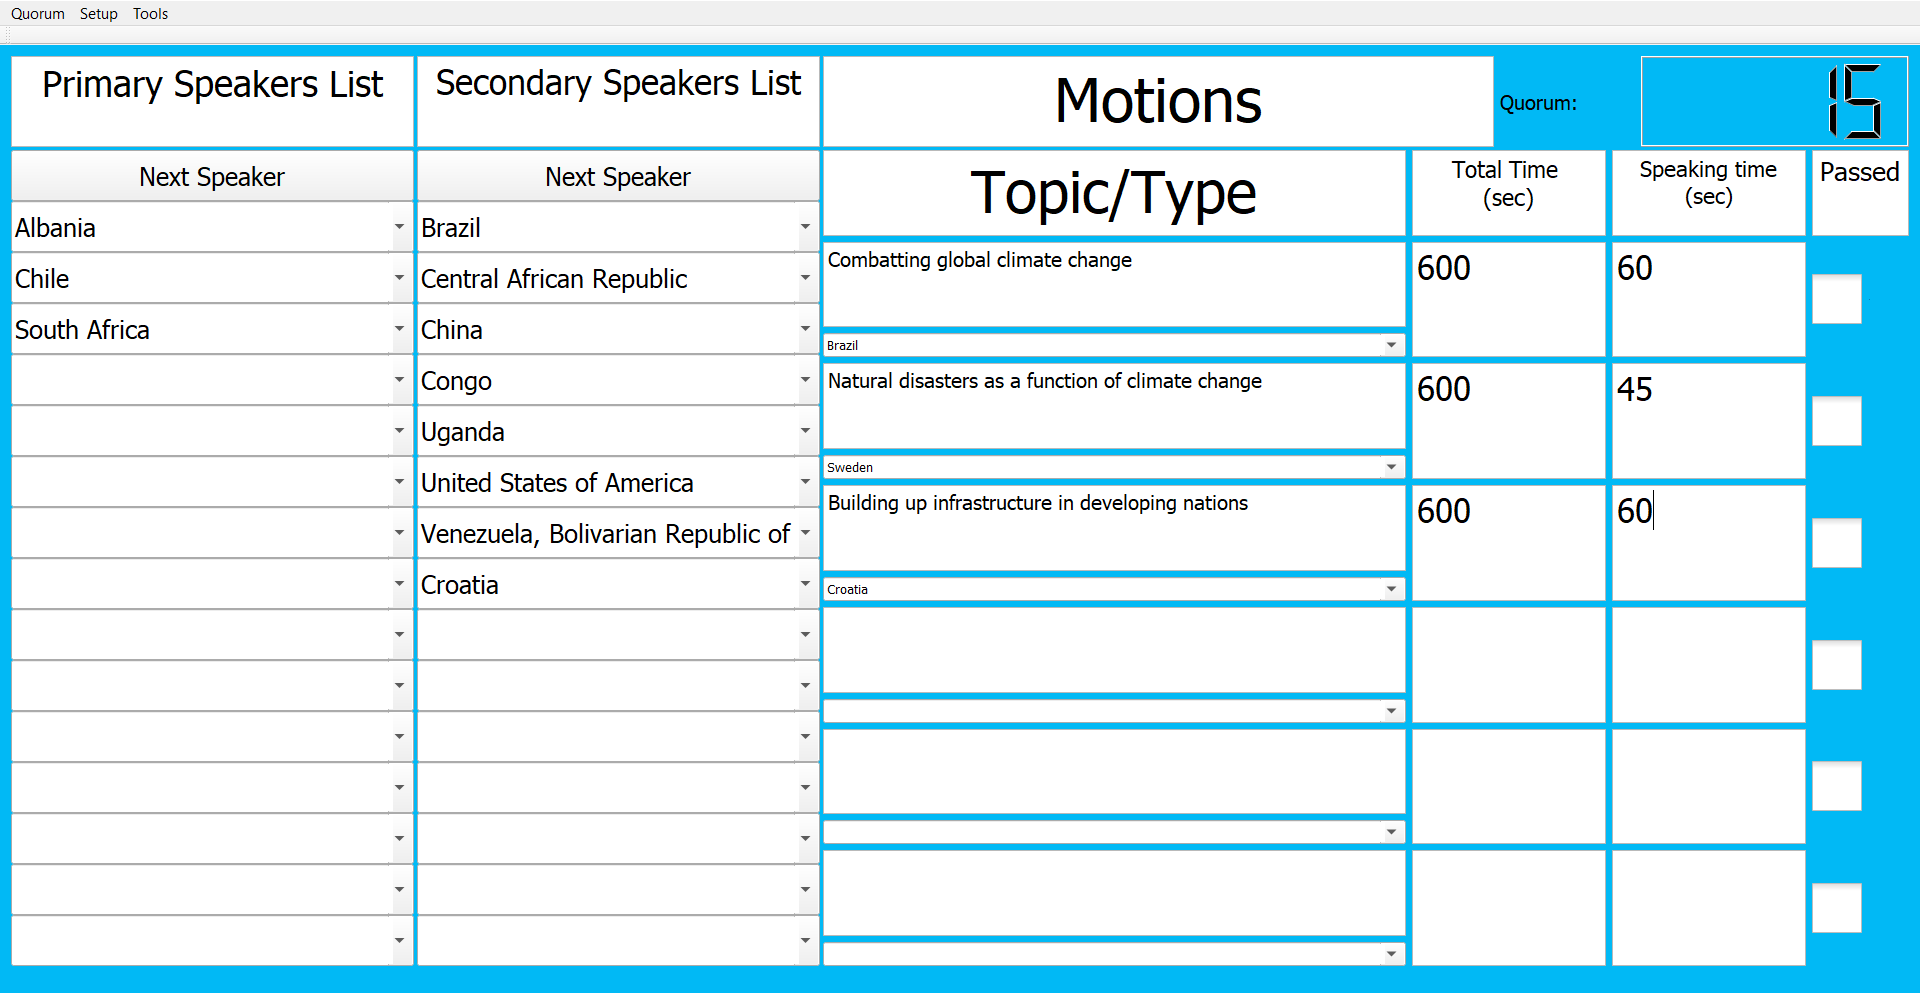 Quorum Setup Tools
Primary Speakers List
Secondary Speakers List
Motions
Quorum:
15
Next Speaker
Albania
Chile
South Africa
Next Speaker
Brazil
Central African Republic
China
Congo
Uganda
United States of America
Venezuela, Bolivarian Republic of
Croatia
Topic/Type
Total Time
(sec)
Speaking time
(sec)
Passed
Combatting global climate change
600
60
Brazil
Natural disasters as a function of climate change
600
45
Sweden
Building up infrastructure in developing nations
600
60
Croatia